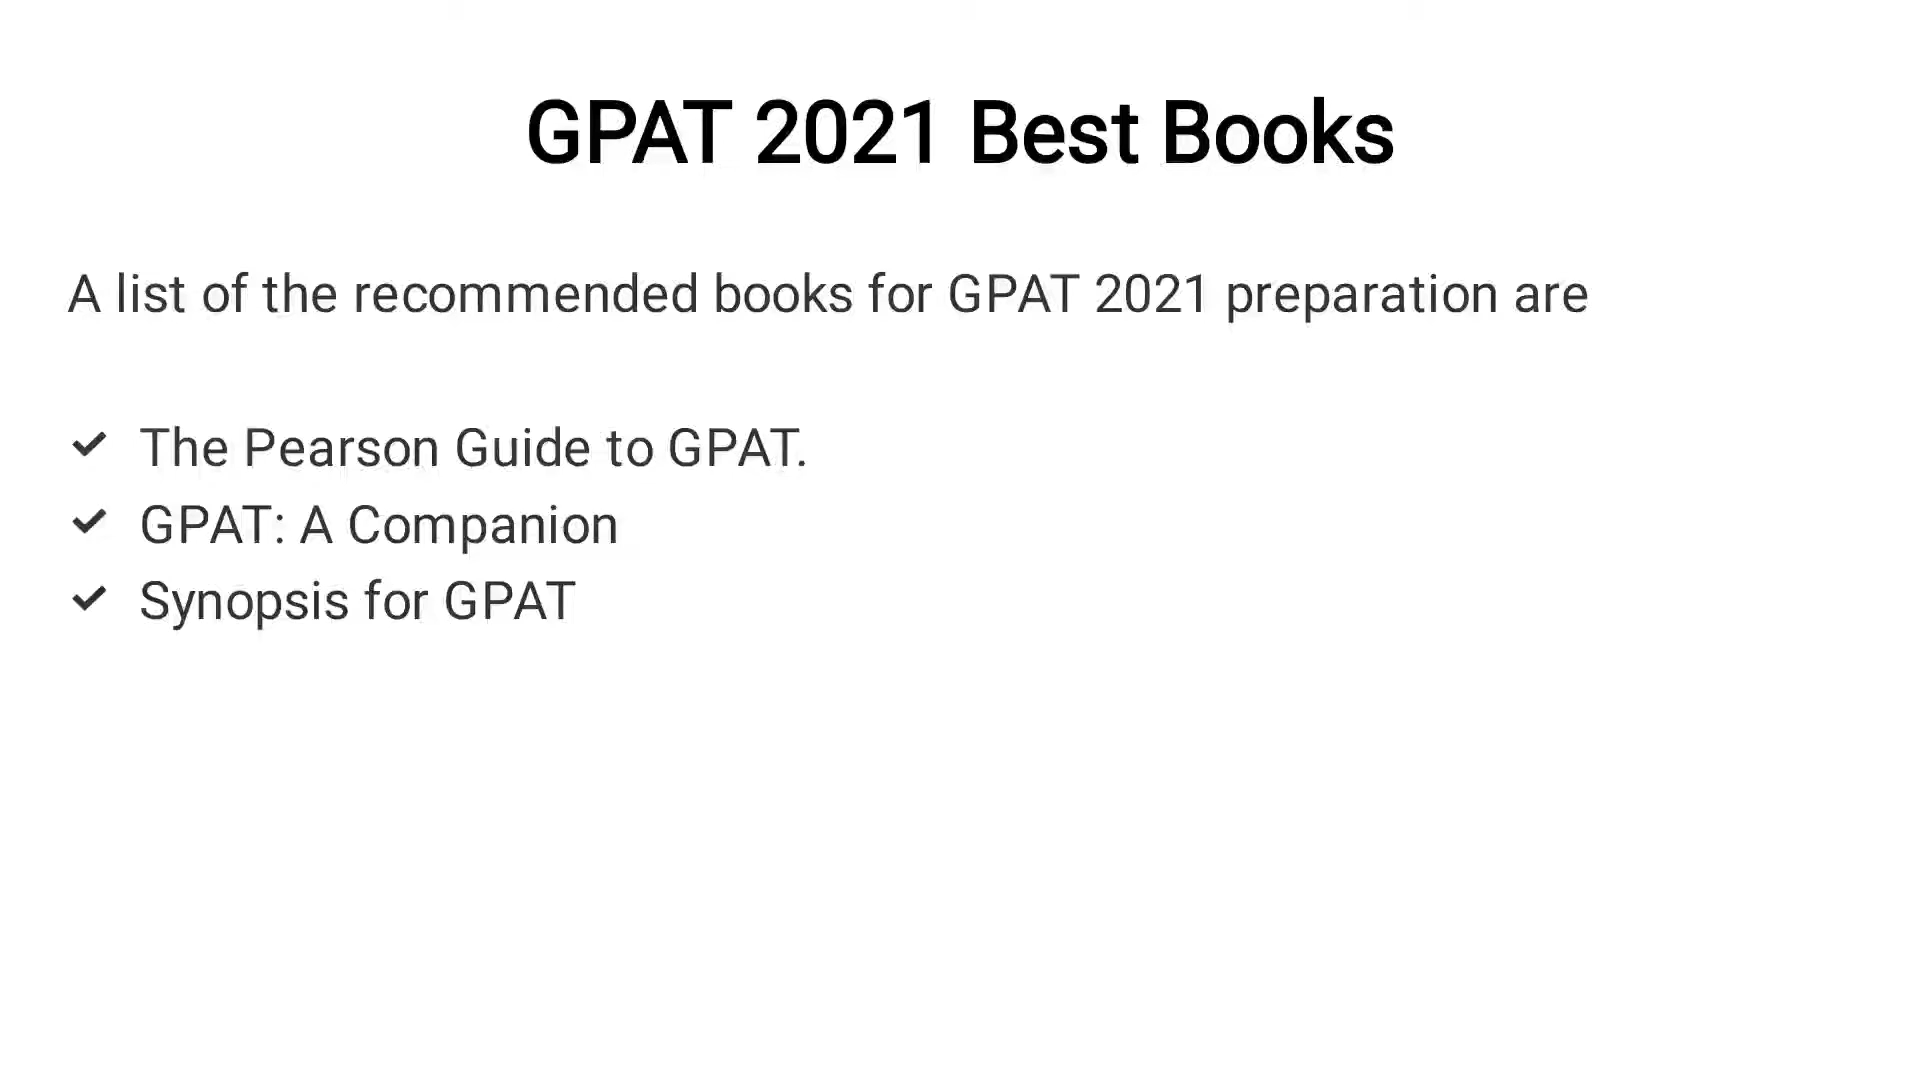 GPAT 2021 Best Books
A list of the recommended books for GPAT 2021 preparation are
The Pearson Guide to GPAT.
GPAT: A Companion
Synopsis for GPAT